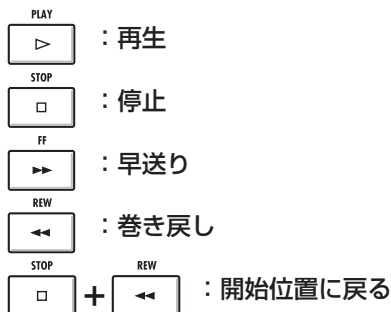 PLAY
：再生
STOP
：停止
FF
：早送り
REW
：巻き戻し
STOP
REW
+
：開始位置に戻る